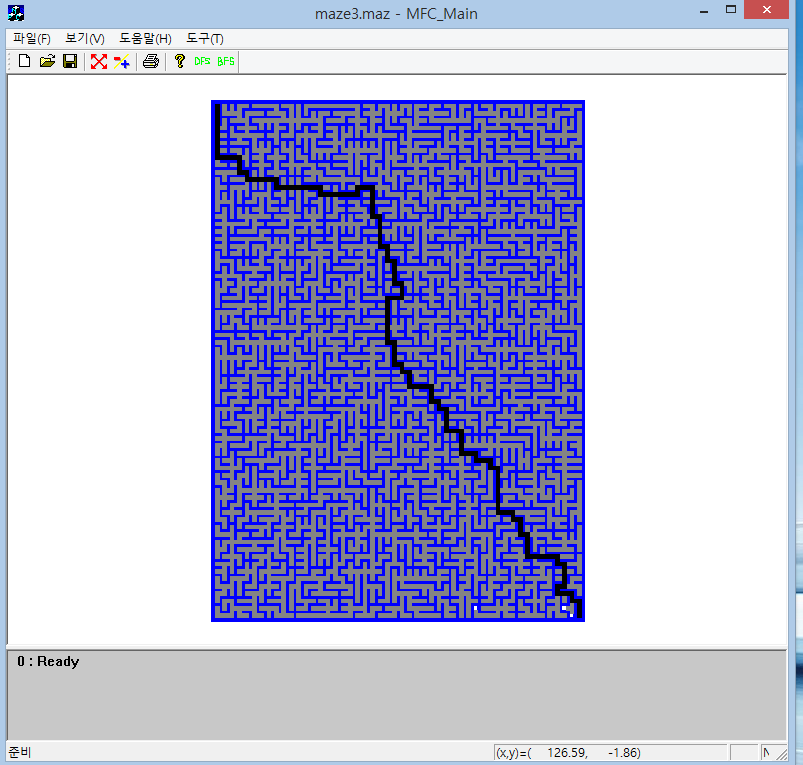 maze3.maz - MFC_Main
파일(F) 보기(V) 도움말(H) 도구(T)
DFS BFS
0 : Ready
준비 (x,y)=( 126.59, -1.86) N